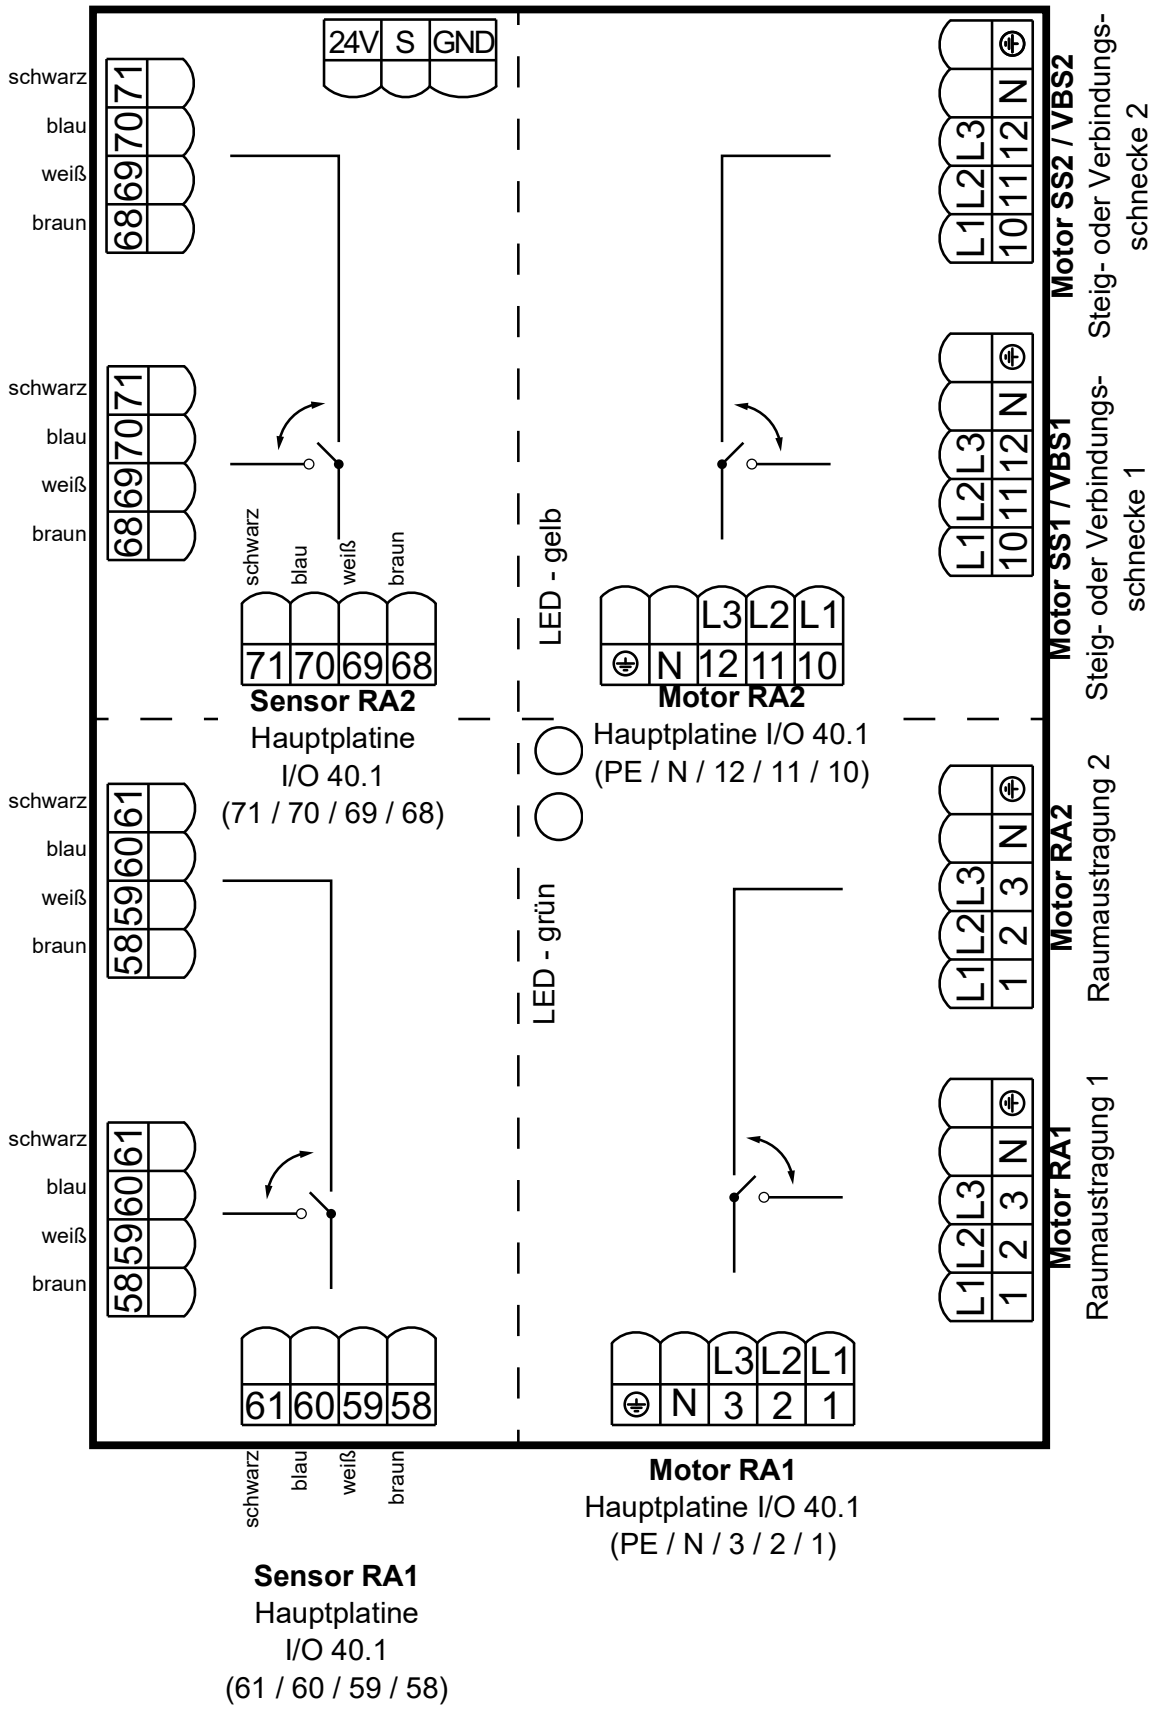 24V S GND
schwarz 71
blau 70
weiß 69
braun 68
N
L3 12
L2 11
L1 10
Motor SS2 / VBS2
Steig- oder Verbindungs-
schnecke 2
schwarz 71
blau 70
weiß 69
braun 68
N
L3 12
L2 11
L1 10
Motor SS1 / VBS1
Steig- oder Verbindungs-
schnecke 1
schwarz blau weiß braun
71 70 69 68
Sensor RA2
Hauptplatine
I/O 40.1
(71 / 70 / 69 / 68)
LED - gelb
L3 L2 L1
N 12 11 10
Motor RA2
Hauptplatine I/O 40.1
(PE / N / 12 / 11 / 10)
schwarz 61
blau 60
weiß 59
braun 58
LED - grün
N
L3 3
L2 2
L1 1
Motor RA2
Raumaustragung 2
schwarz 61
blau 60
weiß 59
braun 58
N
L3 3
L2 2
L1 1
Motor RA1
Raumaustragung 1
61 60 59 58
schwarz blau weiß braun
Sensor RA1
Hauptplatine
I/O 40.1
(61 / 60 / 59 / 58)
L3 L2 L1
N 3 2 1
Motor RA1
Hauptplatine I/O 40.1
(PE / N / 3 / 2 / 1)